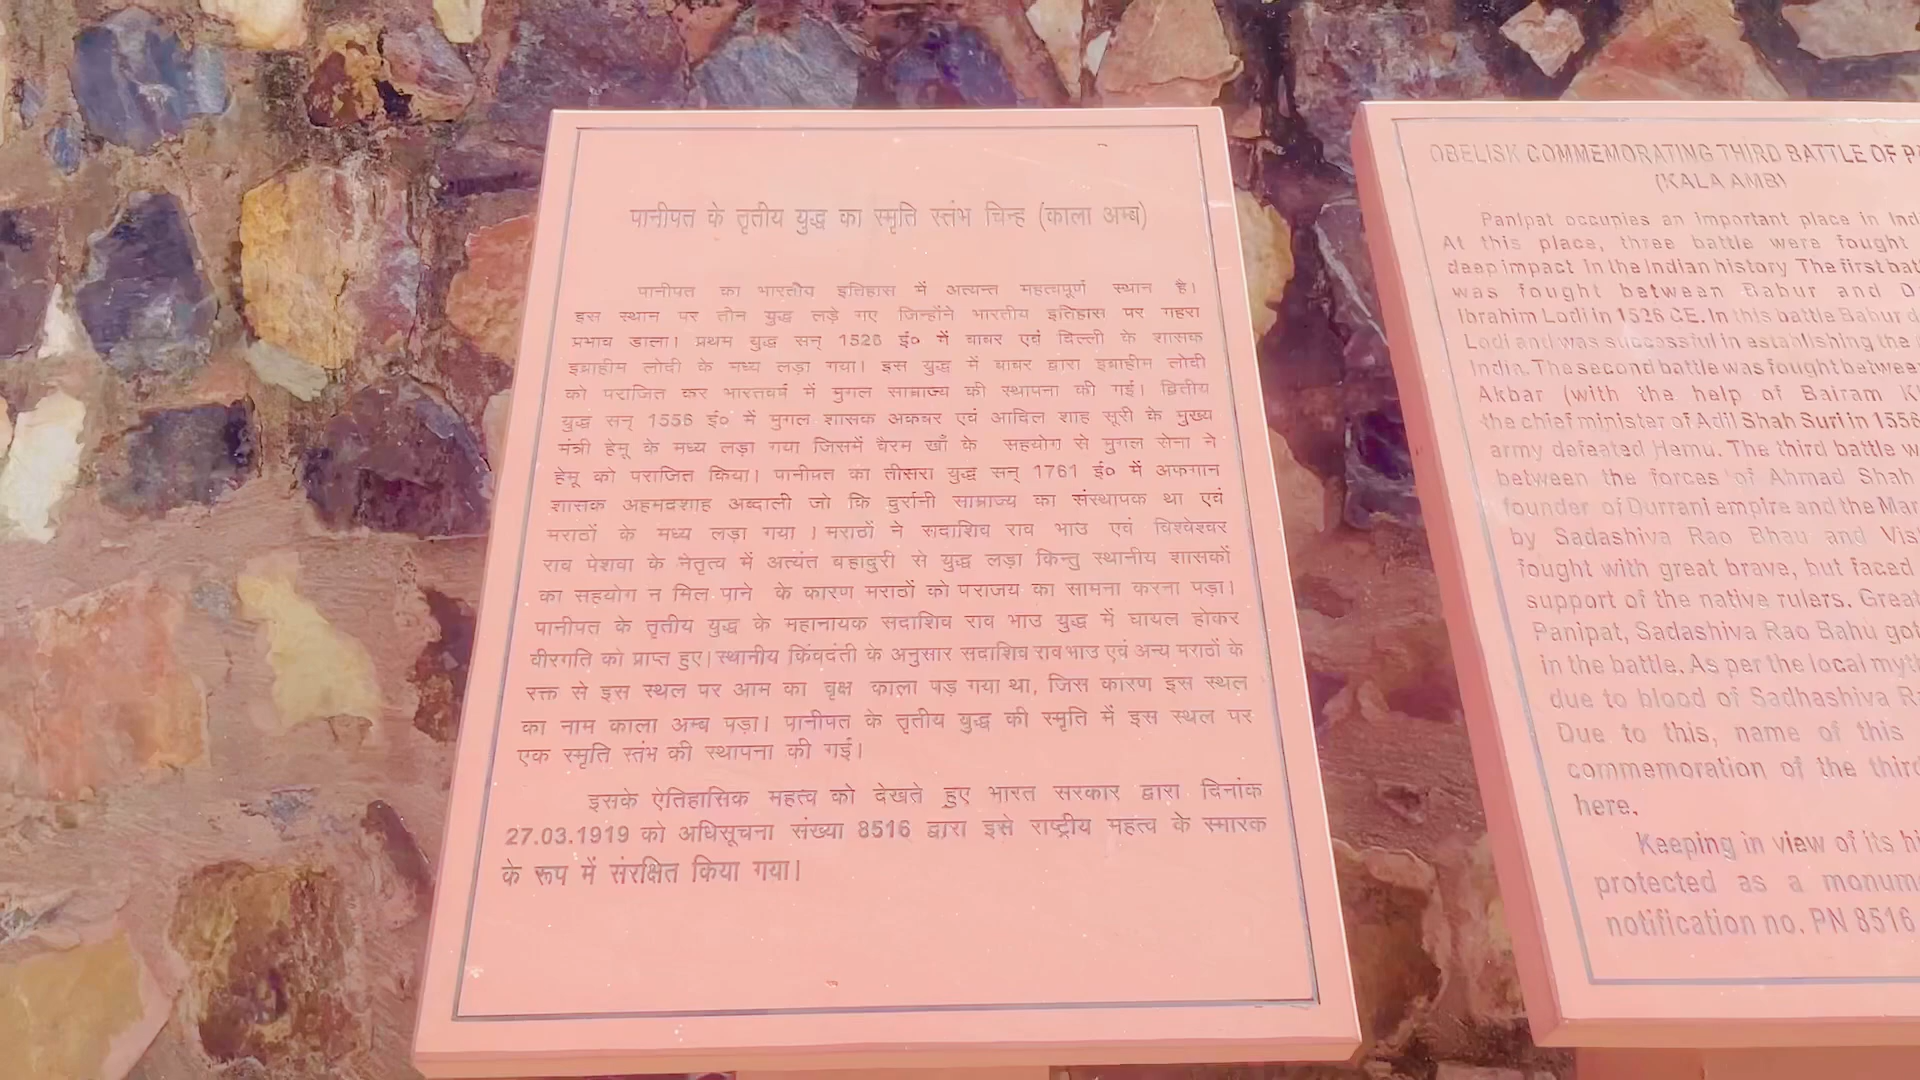 पानीपत के तृतीय युद्ध का स्मृति स्तंभ चिन्ह (काला अम्ब)
पानीपत का भारतीय इतिहास में अत्यन्त महत्वपूर्ण स्थान है।
इस स्थान पर तीन युद्ध लड़े गए जिन्होंने भारतीय इतिहास पर गहरा
प्रभाव डाला। प्रथम युद्ध सन् 1526 ई० में बाबर एवं दिल्ली के शासक
इब्राहीम लोदी के मध्य लड़ा गया। इस युद्ध में बाबर द्वारा इब्राहीम लोदी
को पराजित कर भारतवर्ष में मुगल साम्राज्य की स्थापना की गई। द्वितीय
युद्ध सन् 1556 ई० में मुगल शासक अकबर एवं आदिल शाह सूरी के मुख्य
मंत्री हेमू के मध्य लड़ा गया जिसमें बैरम खाँ के सहयोग से मुगल सेना ने
हेमू को पराजित किया। पानीपत का तीसरा युद्ध सन् 1761 ई० में अफगान
शासक अहमदशाह अब्दाली जो कि दुर्रानी साम्राज्य का संस्थापक था एवं
मराठों के मध्य लड़ा गया । मराठों ने सदाशिव राव भाउ एवं विश्वेश्वर
राव पेशवा के नेतृत्व में अत्यंत बहादुरी से युद्ध लड़ा किन्तु स्थानीय शासकों
का सहयोग न मिल पाने के कारण मराठों को पराजय का सामना करना पड़ा।
पानीपत के तृतीय युद्ध के महानायक सदाशिव राव भाउ युद्ध में घायल होकर
वीरगति को प्राप्त हुए। स्थानीय किंवदंती के अनुसार सदाशिव राव भाउ एवं अन्य मराठों के
रक्त से इस स्थल पर आम का वृक्ष काला पड़ गया था, जिस कारण इस स्थल
का नाम काला अम्ब पड़ा। पानीपत के तृतीय युद्ध की स्मृति में इस स्थल पर
एक स्मृति स्तंभ की स्थापना की गई।
इसके ऐतिहासिक महत्व को देखते हुए भारत सरकार द्वारा दिनांक
27.03.1919 को अधिसूचना संख्या 8516 द्वारा इसे राष्ट्रीय महत्व के स्मारक
के रूप में संरक्षित किया गया।
OBELISK COMMEMORATING THIRD BATTLE OF
(KALA AMB)
Panipat occupies an important place in
At this place, three battle were fought
deep impact in the Indian history The first
was fought between Babur and
Ibrahim Lodi in 1526 CE. In this battle Babur
Lodi and was successful in establishing the
India. The second battle was fought
Akbar (with the help of Bairam
the chief minister of Adil Shah Suri in 1556
army defeated Hemu. The third battle
between the forces of Ahmad Shah
founder of Durrani empire and the
by Sadashiva Rao Bhau and
fought with great brave, but faced
support of the native rulers.
Panipat, Sadashiva Rao Bahu
in the battle. As per the local
due to blood of Sadhashiva
Due to this, name of this
commemoration of the third
here.
Keeping in view of its
protected as a
notification no. PN 8516